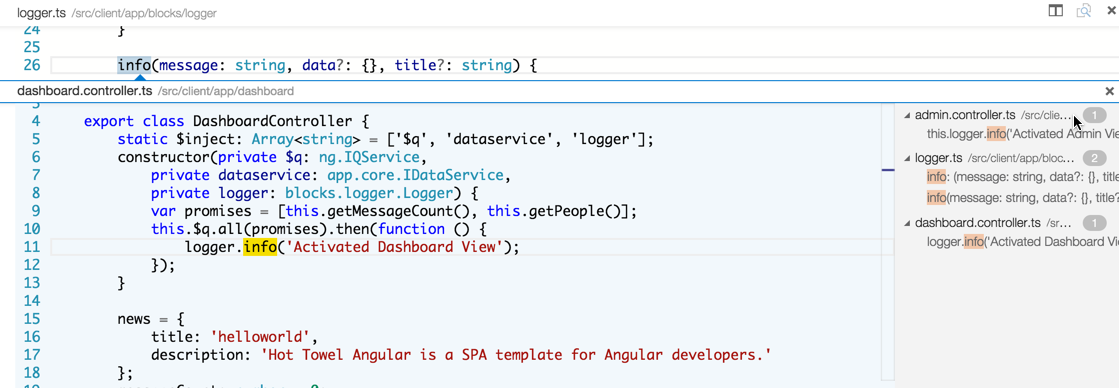 logger.ts /src/client/app/blocks/logger
24 }
25
26 info(message: string, data?: {}, title?: string) {
dashboard.controller.ts /src/client/app/dashboard
3
4 export class DashboardController {
5 static $inject: Array<string> = ['$q', 'dataservice', 'logger'];
6 constructor(private $q: ng.IQService,
7 private dataservice: app.core.IDataService,
8 private logger: blocks.logger.Logger) {
9 var promises = [this.getMessageCount(), this.getPeople()];
10 this.$q.all(promises).then(function () {
11 logger.info('Activated Dashboard View');
12 });
13 }
14
15 news = {
16 title: 'helloworld',
17 description: 'Hot Towel Angular is a SPA template for Angular developers.'
18 };
admin.controller.ts /src/clie... 1
this.logger.info('Activated Admin Vie
logger.ts /src/client/app/bloc... 2
info: (message: string, data?: {}, title
info(message: string, data?: {}, title?
dashboard.controller.ts /sr... 1
logger.info('Activated Dashboard Vi